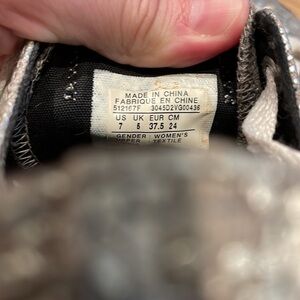 MADE IN CHINA
FABRIQUE EN CHINE
512167F 3045D2VG00436
US UK EUR CM
7 5 37.5 24
GENDER: WOMEN'S
UPPER: TEXTILE